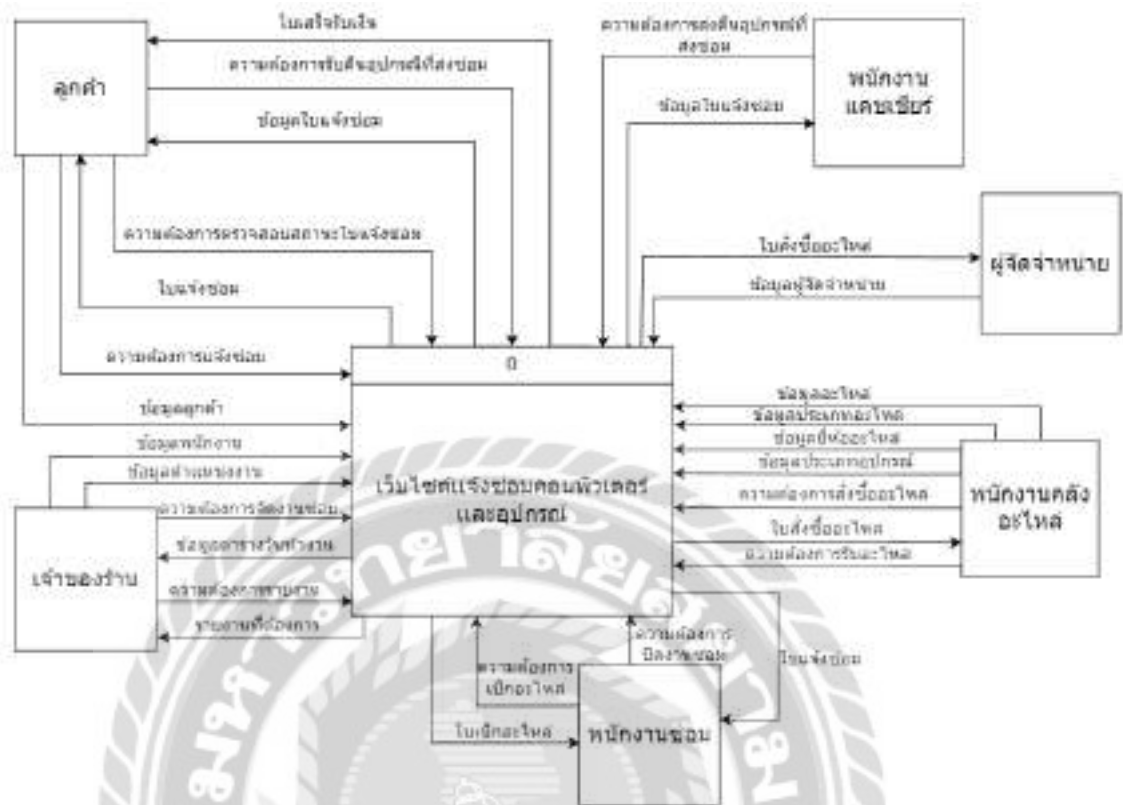 ใบเสร็จรับเงิน
ความต้องการส่งคืนอุปกรณ์ที่
ส่งซ่อม
ลูกค้า
ความต้องการรับคืนอุปกรณ์ที่ส่งซ่อม
พนักงาน
แคชเชียร์
ข้อมูลใบแจ้งซ่อม
ข้อมูลใบแจ้งซ่อม
ความต้องการตรวจสอบสถานะใบแจ้งซ่อม
ใบสั่งซื้ออะไหล่
ผู้จัดจำหน่าย
ใบแจ้งซ่อม
ข้อมูลผู้จัดจำหน่าย
ความต้องการแจ้งซ่อม
0
ข้อมูลลูกค้า
ข้อมูลอะไหล่
ข้อมูลประเภทอะไหล่
ข้อมูลพนักงาน
ข้อมูลยี่ห้ออะไหล่
ข้อมูลตำแหน่งงาน
ข้อมูลประเภทอุปกรณ์
เว็บไซต์แจ้งซ่อมคอมพิวเตอร์
และอุปกรณ์
ความต้องการสั่งซื้ออะไหล่
พนักงานคลัง
อะไหล่
ความต้องการจัดงานซ่อม
ใบสั่งซื้ออะไหล่
ข้อมูลตารางวันทำงาน
ความต้องการรับอะไหล่
เจ้าของร้าน
ความต้องการรายงาน
รายงานที่ต้องการ
ความต้องการ
ปิดงานซ่อม
ใบแจ้งซ่อม
ความต้องการ
เบิกอะไหล่
ใบเบิกอะไหล่
พนักงานซ่อม
มหาวิทยาลัยสยาม